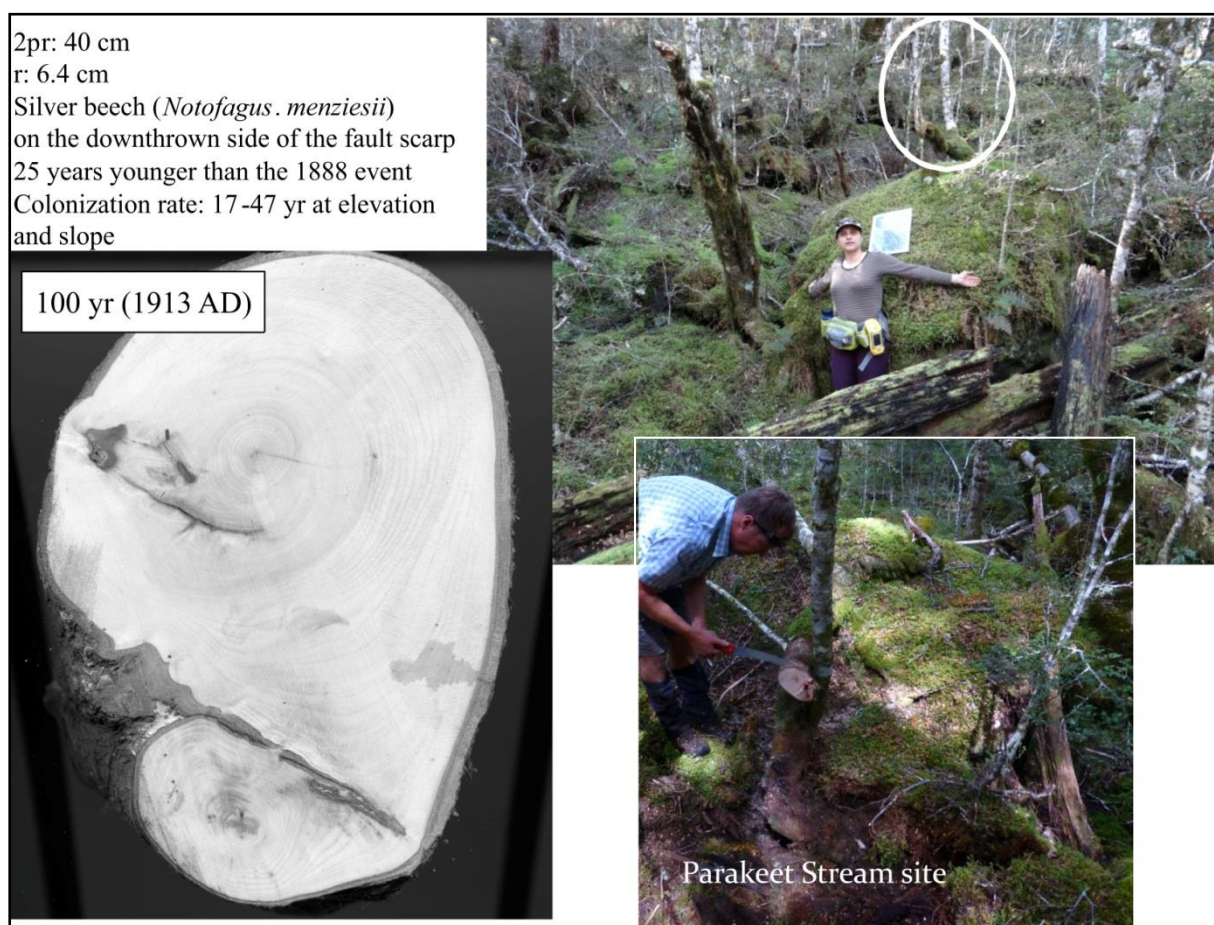 2pr: 40 cm
r: 6.4 cm
Silver beech (Notofagus. menziesii)
on the downthrown side of the fault scarp
25 years younger than the 1888 event
Colonization rate: 17-47 yr at elevation
and slope
100 yr (1913 AD)
Parakeet Stream site